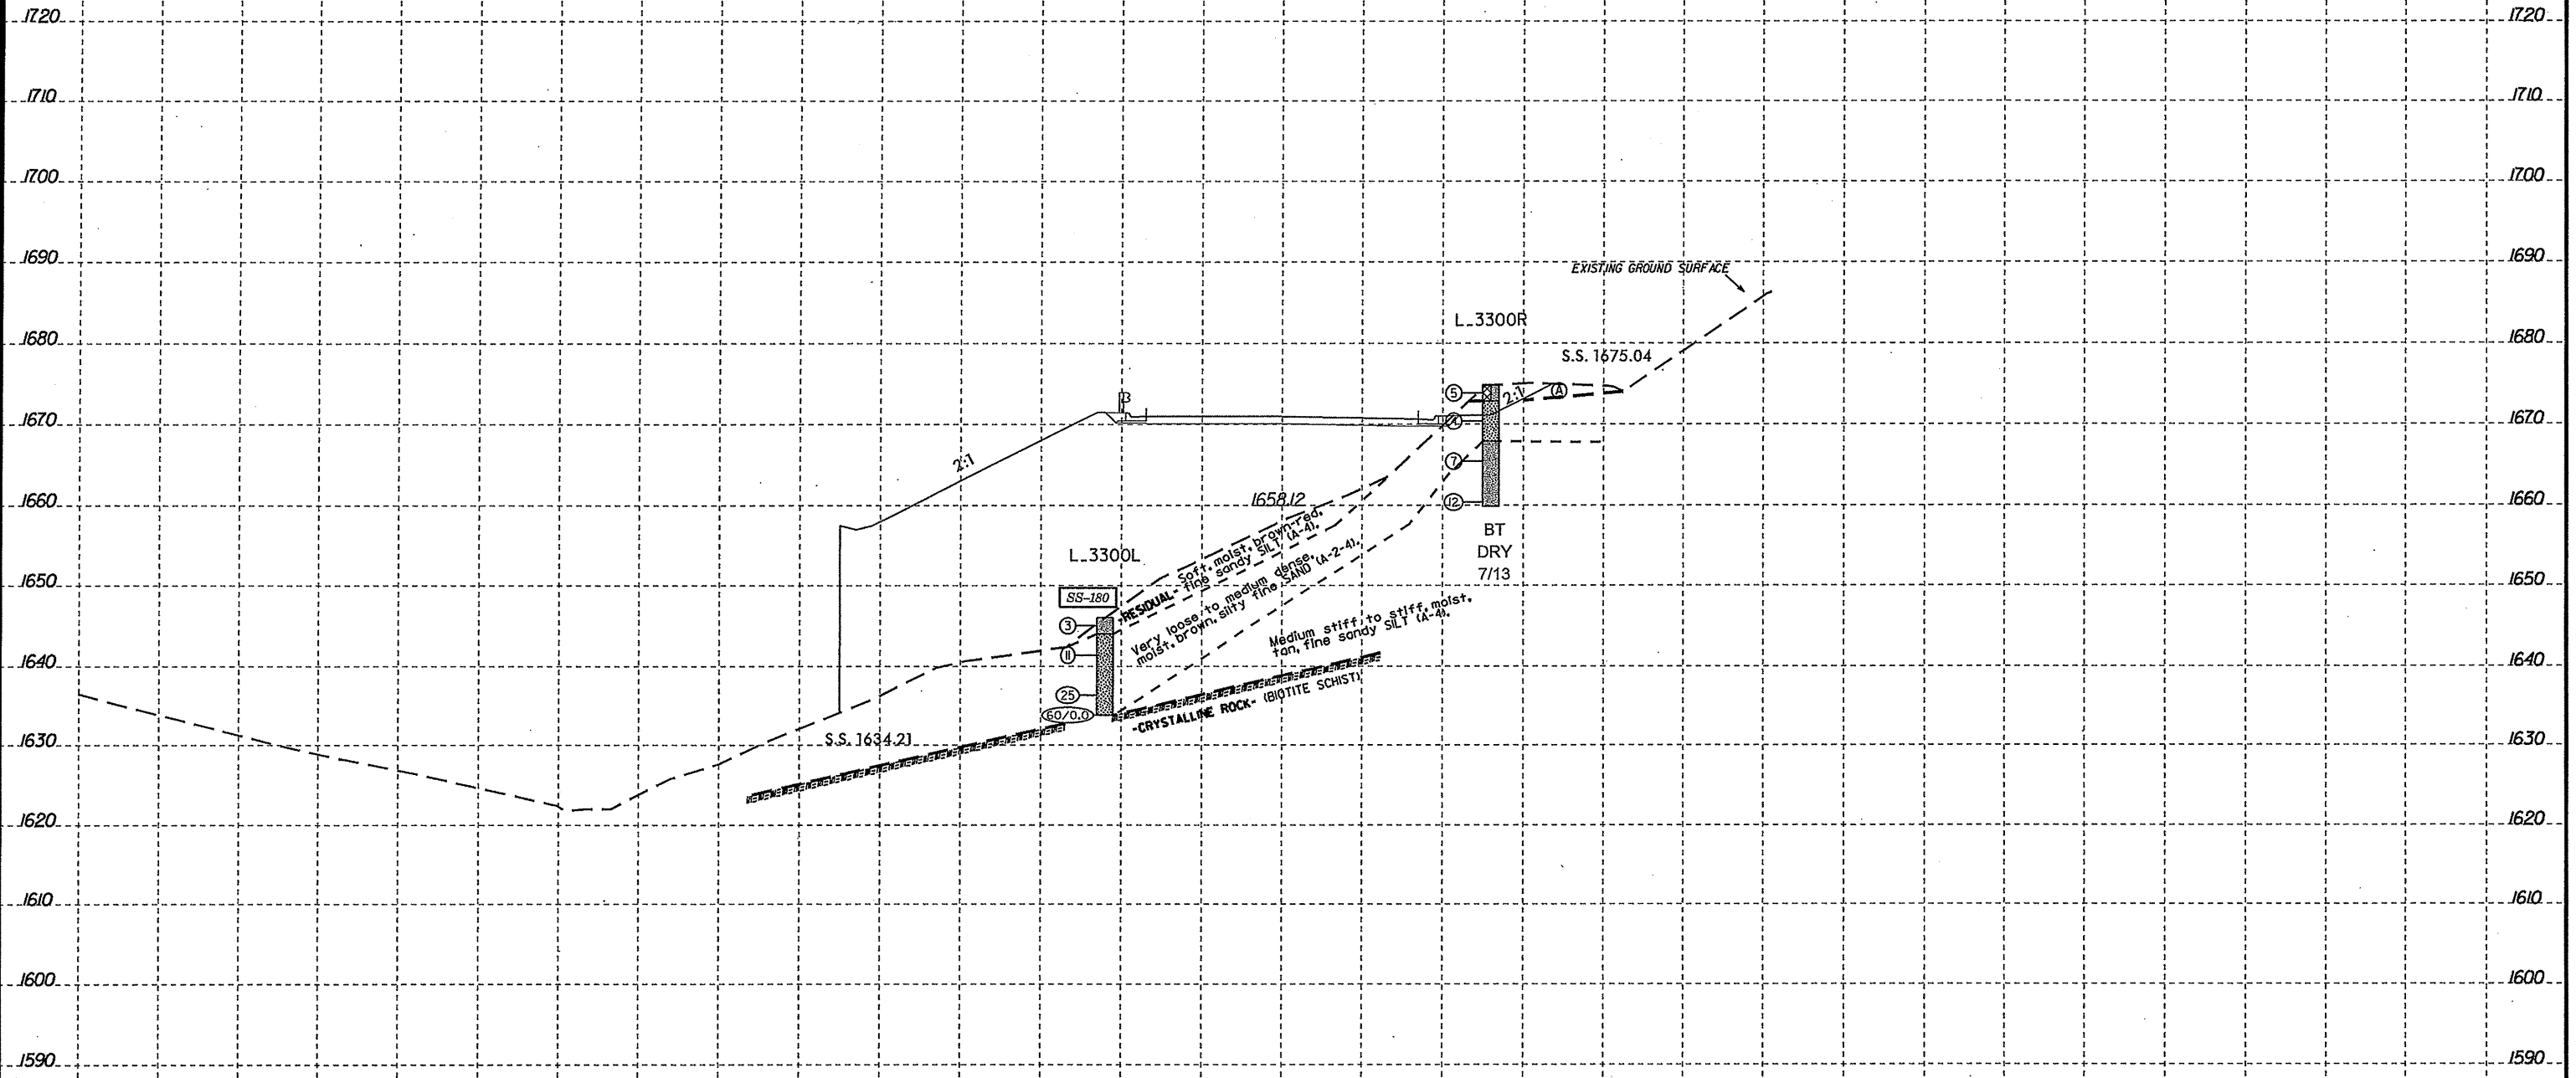 1720 1720
1710 1710
1700 1700
1690 1690
EXISTING GROUND SURFACE
L_3300R
1680 1680
S.S. 1675.04
5
2:1
A
1670 1670
2:1
7
1658.12
1660 1660
12
Soft, moist, brown-red,
-RESIDUAL- fine sandy SILT (A-4).
BT
DRY
7/13
L_3300L
Very loose to medium dense,
moist, brown, silty fine SAND (A-2-4).
1650 1650
SS-180
3
Medium stiff to stiff, moist,
tan, fine sandy SILT (A-4).
11
1640 1640
25
60/0.0
-CRYSTALLINE ROCK- (BIOTITE SCHIST)
S.S. 1634.21
1630 1630
1620 1620
1610 1610
1600 1600
1590 1590